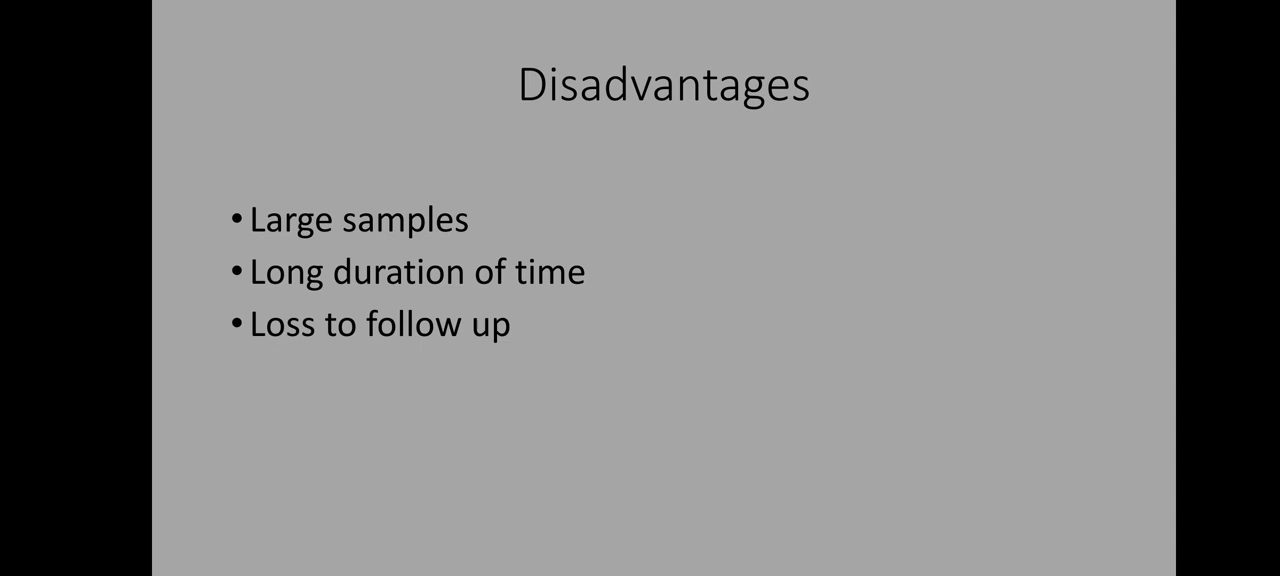 Disadvantages
• Large samples
• Long duration of time
• Loss to follow up